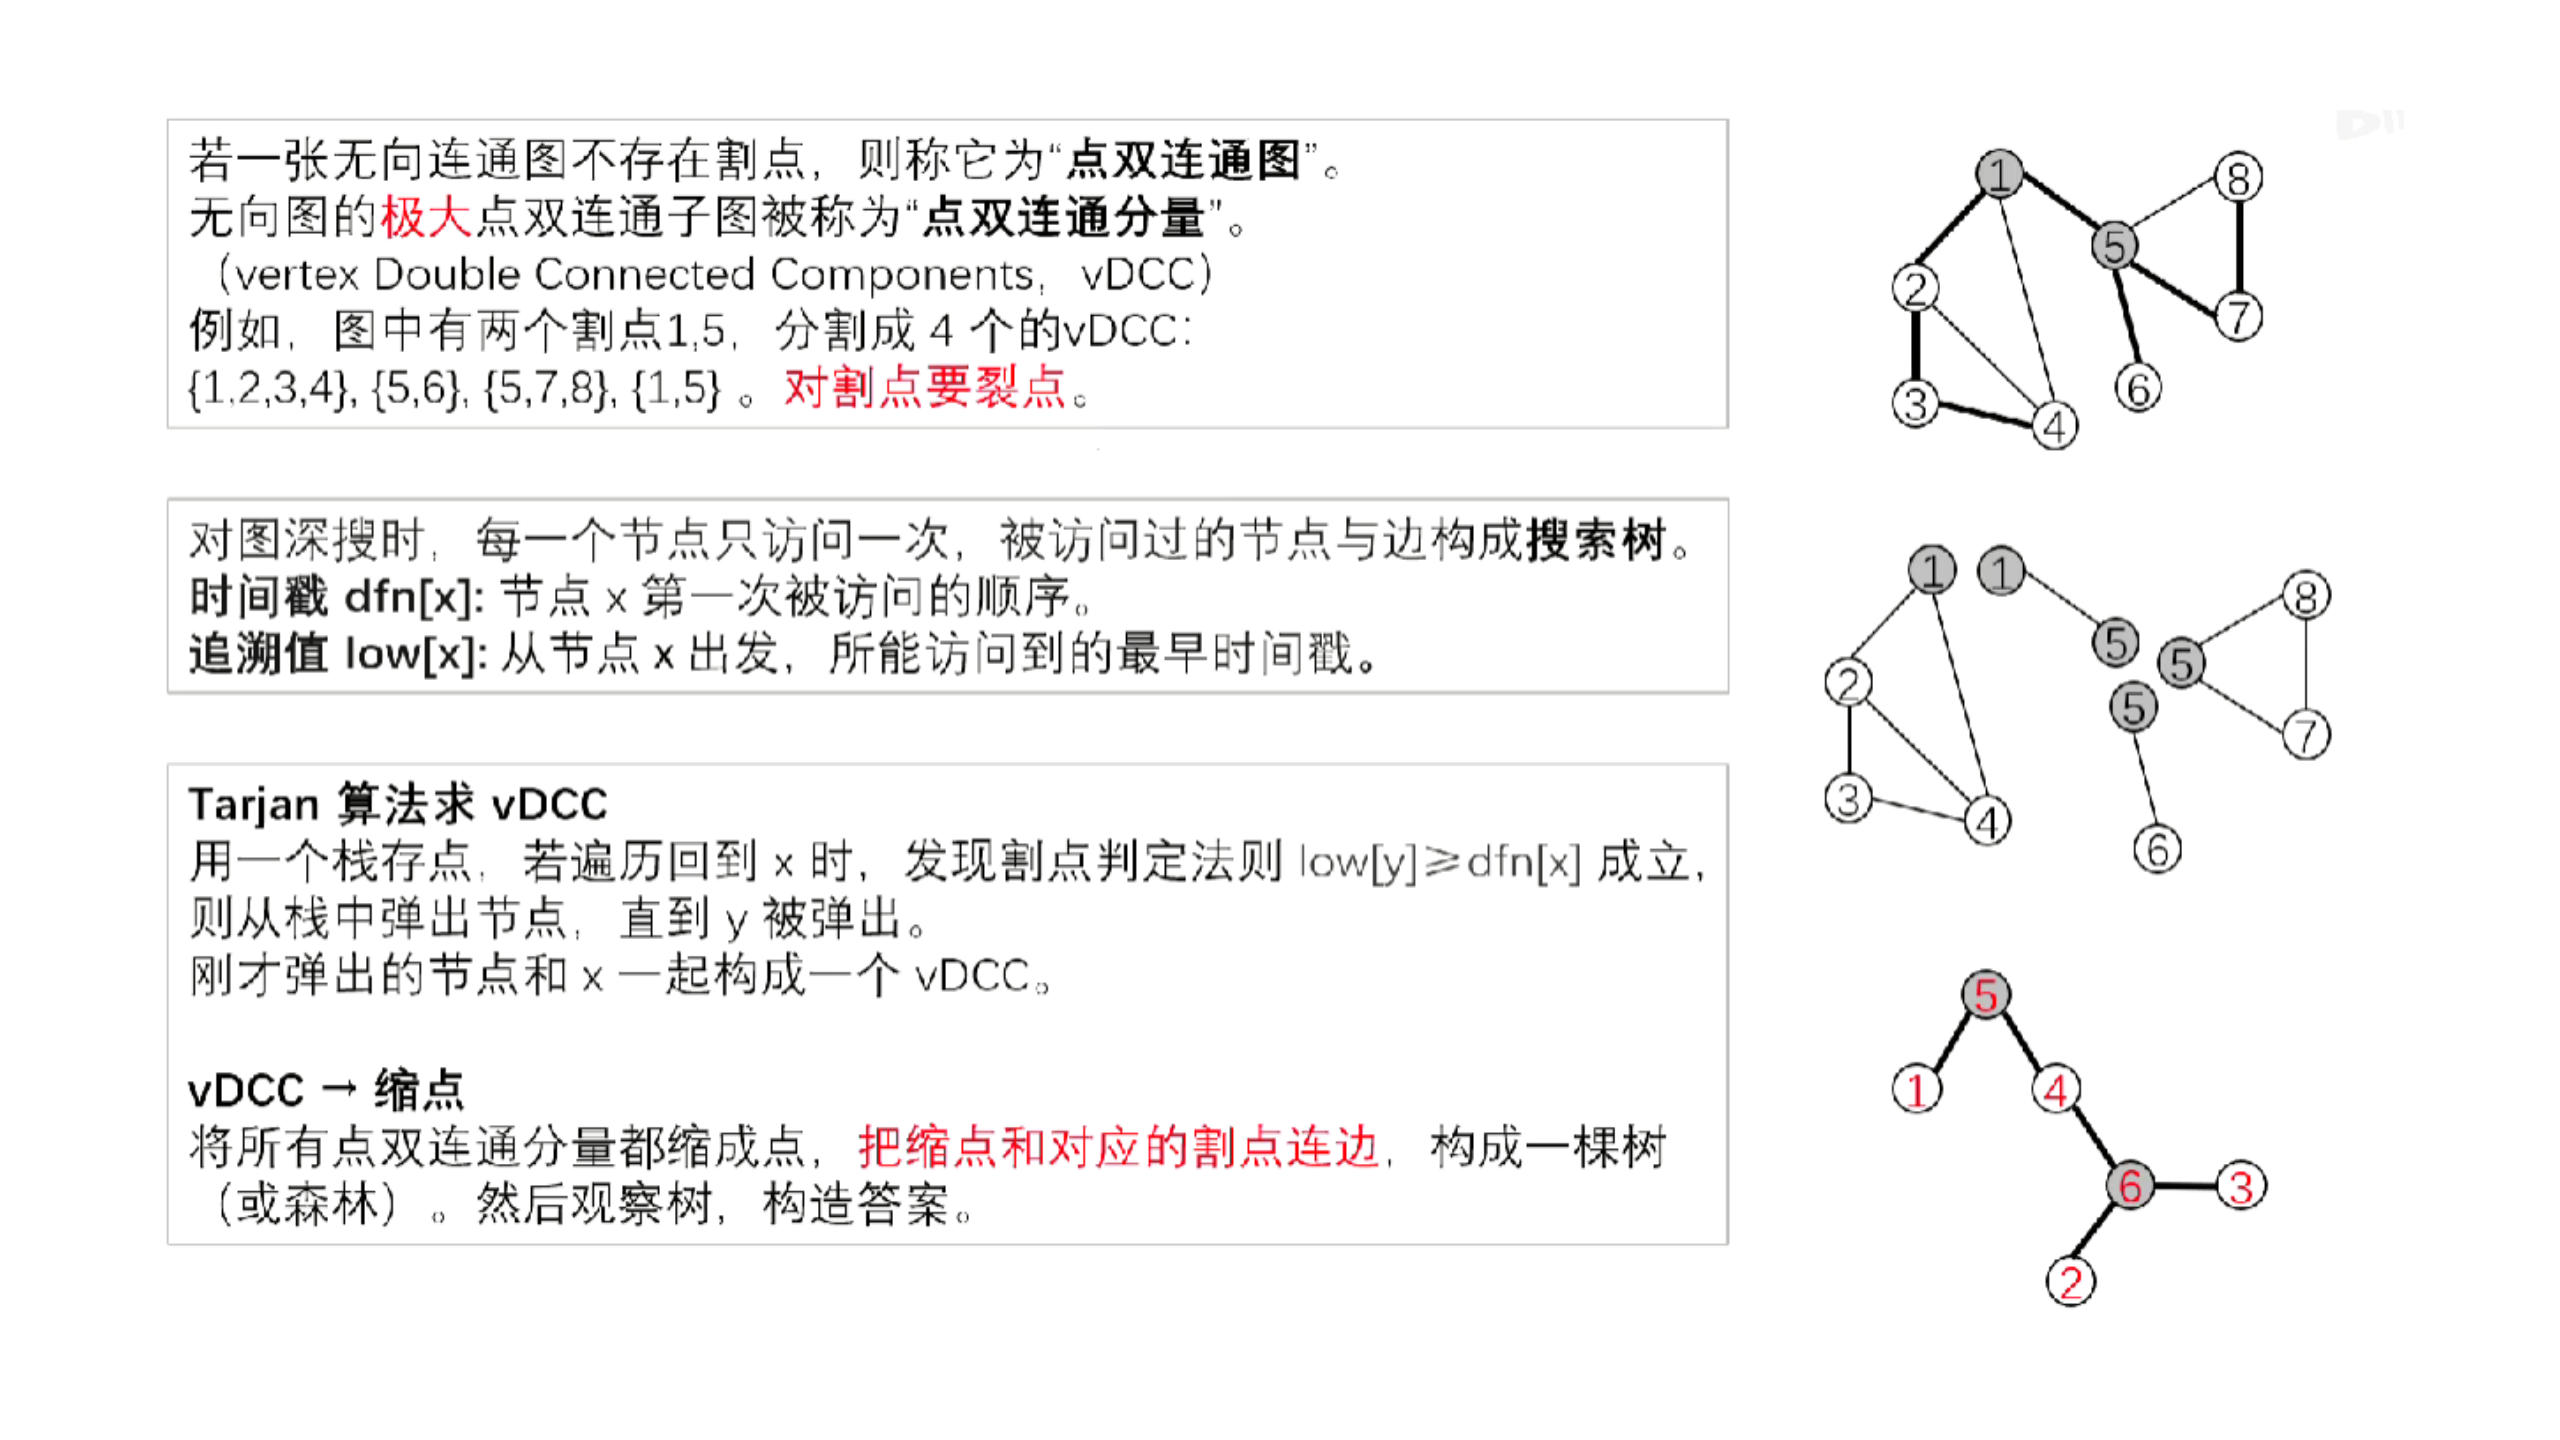 若一张无向连通图不存在割点，则称它为“点双连通图”。
无向图的极大点双连通子图被称为“点双连通分量”。
（vertex Double Connected Components，vDCC）
例如，图中有两个割点1,5，分割成 4 个的vDCC：
{1,2,3,4}, {5,6}, {5,7,8}, {1,5} 。对割点要裂点。
1
8
5
2
7
6
3
4
对图深搜时，每一个节点只访问一次，被访问过的节点与边构成搜索树。
时间戳 dfn[x]: 节点 x 第一次被访问的顺序。
追溯值 low[x]: 从节点 x 出发，所能访问到的最早时间戳。
1
1
8
5
5
2
5
7
3
4
6
Tarjan 算法求 vDCC
用一个栈存点，若遍历回到 x 时，发现割点判定法则 low[y]⩾dfn[x] 成立，
则从栈中弹出节点，直到 y 被弹出。
刚才弹出的节点和 x 一起构成一个 vDCC。
vDCC → 缩点
将所有点双连通分量都缩成点，把缩点和对应的割点连边，构成一棵树
（或森林）。然后观察树，构造答案。
5
1
4
6
3
2